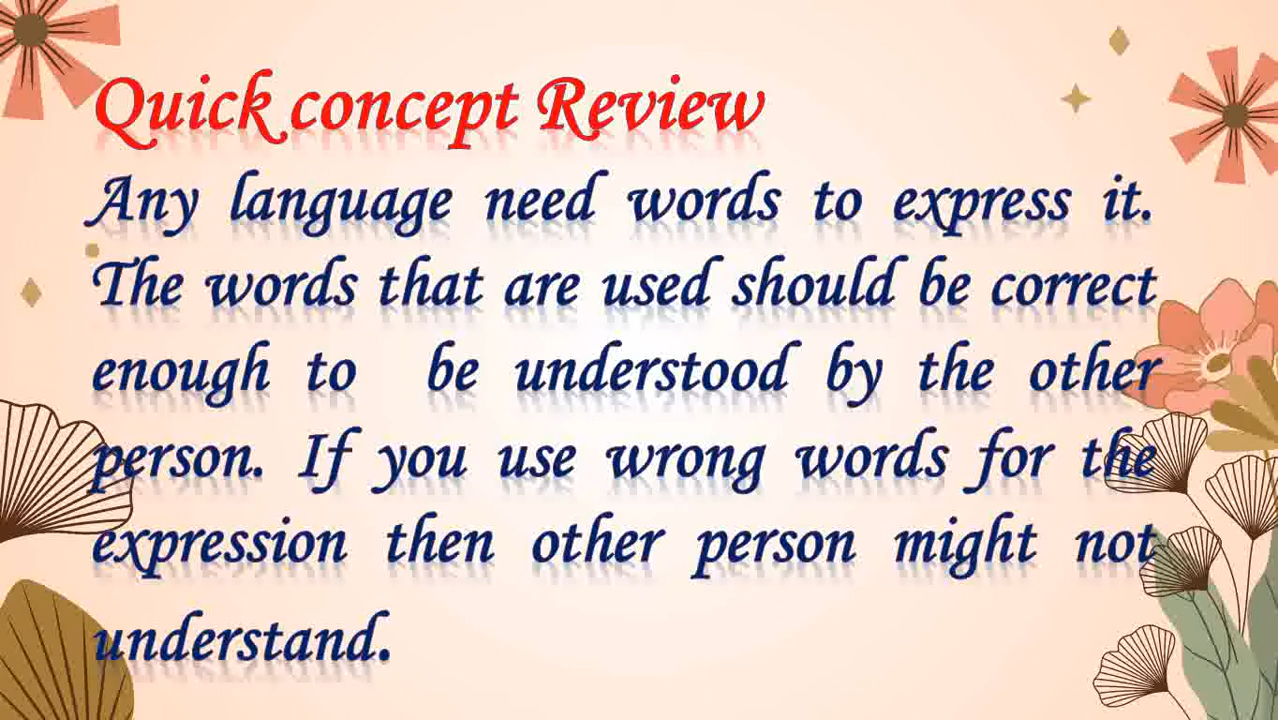 Quick concept Review
Any language need words to express it.
The words that are used should be correct
enough to be understood by the other
person. If you use wrong words for the
expression then other person might not
understand.